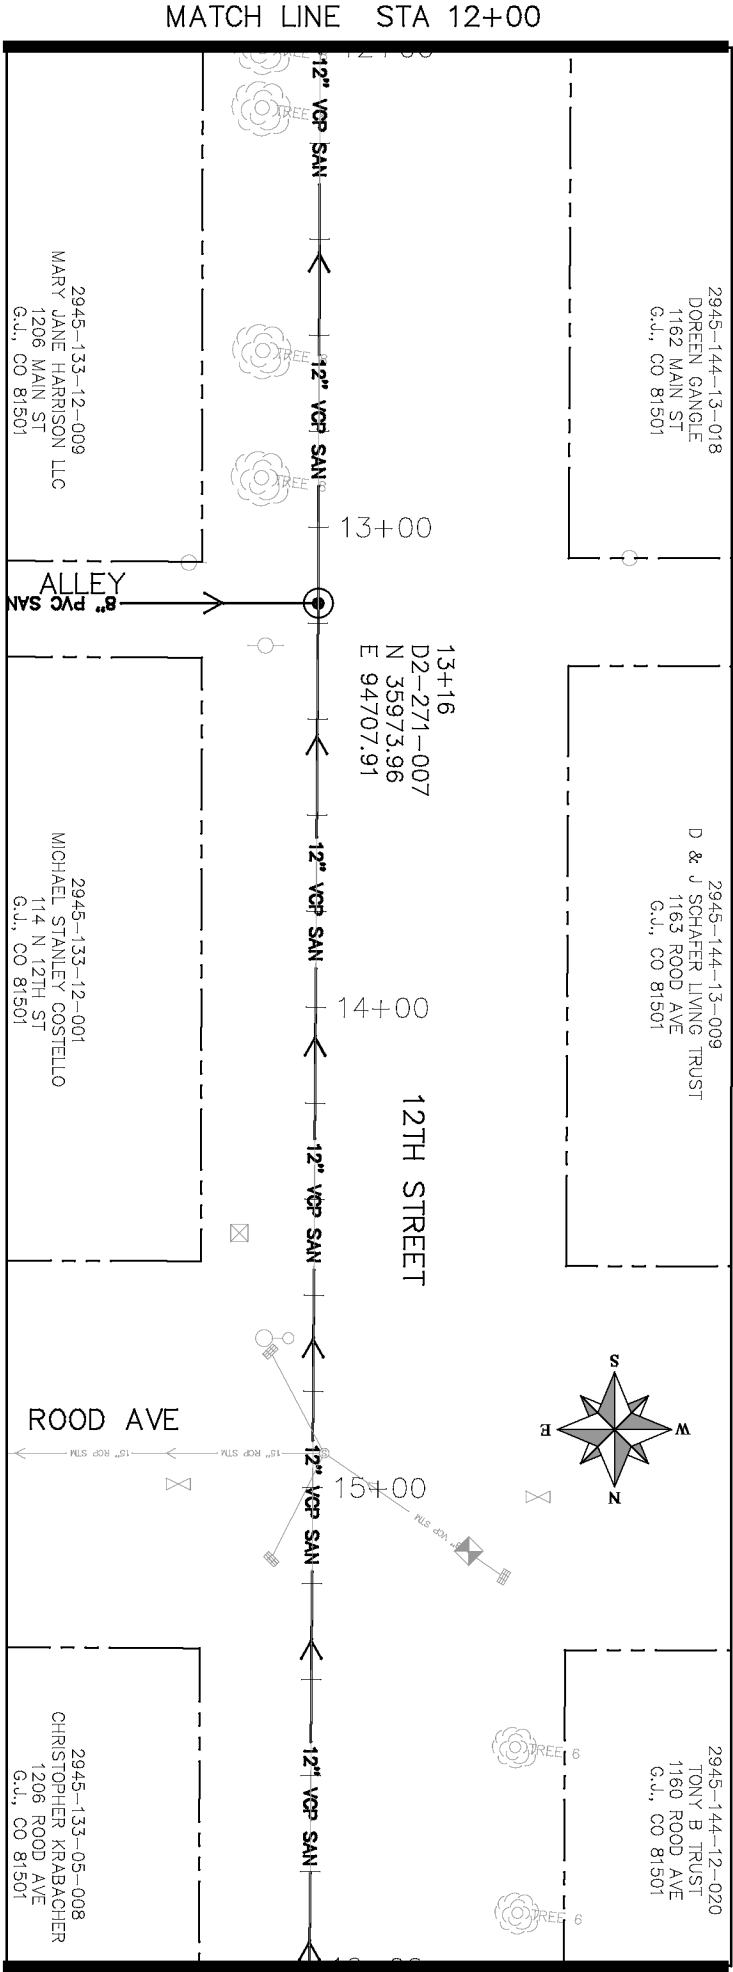 MATCH LINE STA 12+00
12" VCP SAN
TREE
2945-144-13-018
DOREEN GANGLE
1162 MAIN ST
G.J., CO 81501
2945-133-12-009
MARY JANE HARRISON LLC
1206 MAIN ST
G.J., CO 81501
TREE
12" VCP SAN
TREE
13+00
ALLEY
8" PVC SAN
13+16
D2-271-007
N 35973.96
E 94707.91
12" VCP SAN
2945-144-13-009
D & J SCHAFER LIVING TRUST
1163 ROOD AVE
G.J., CO 81501
2945-133-12-001
MICHAEL STANLEY COSTELLO
114 N 12TH ST
G.J., CO 81501
14+00
12TH STREET
12" VCP SAN
S
E
W
N
ROOD AVE
15" RCP STM
15" RCP STM
12" VCP SAN
15+00
VCP STM
12" VCP SAN
TREE 6
TREE 6
2945-144-12-020
TONY B TRUST
1160 ROOD AVE
G.J., CO 81501
2945-133-05-008
CHRISTOPHER KRABACHER
1206 ROOD AVE
G.J., CO 81501